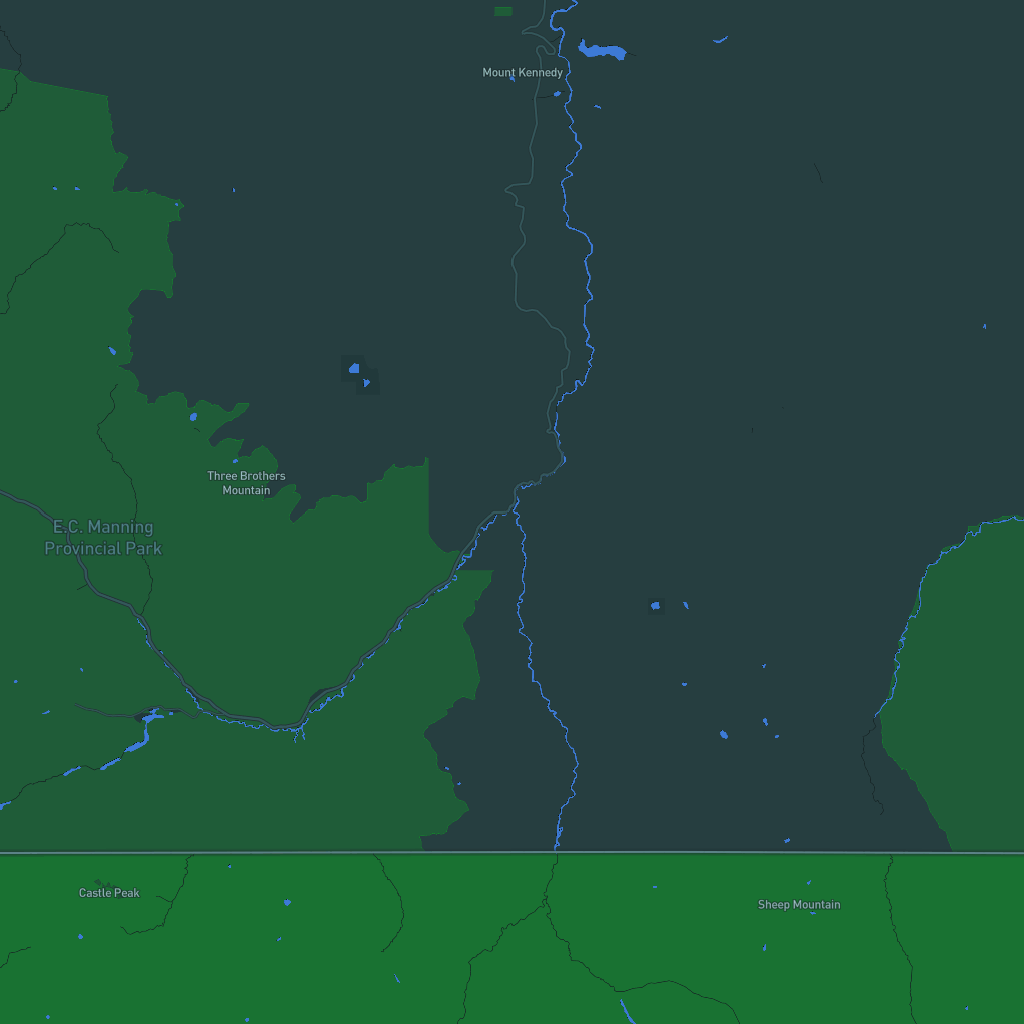 Mount Kennedy
Three Brothers
Mountain
E.C. Manning
Provincial Park
Castle Peak
Sheep Mountain